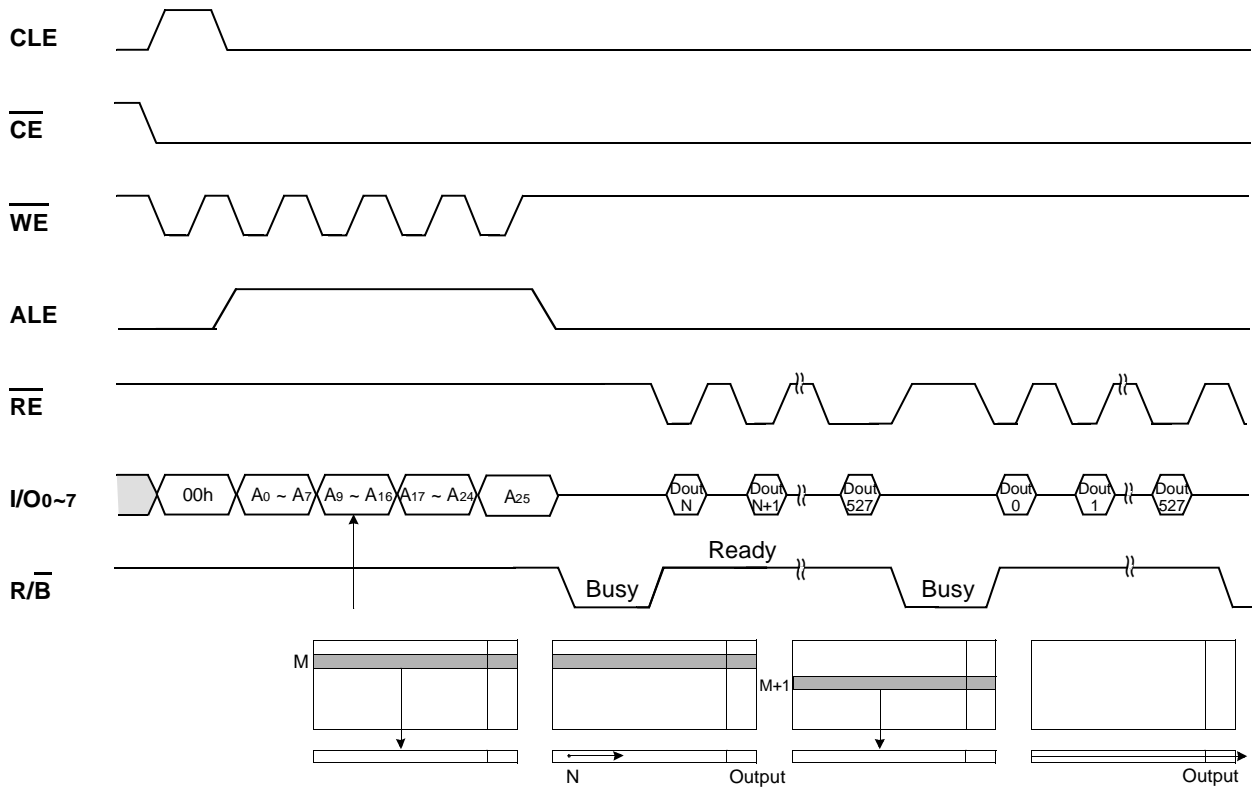 CLE
CE
WE
ALE
RE
I/O0~7 00h A0 ~ A7 A9 ~ A16 A17 ~ A24 A25 Dout N Dout N+1 Dout 527 Dout 0 Dout 1 Dout 527
R/B Busy Ready Busy
M M+1
N Output Output